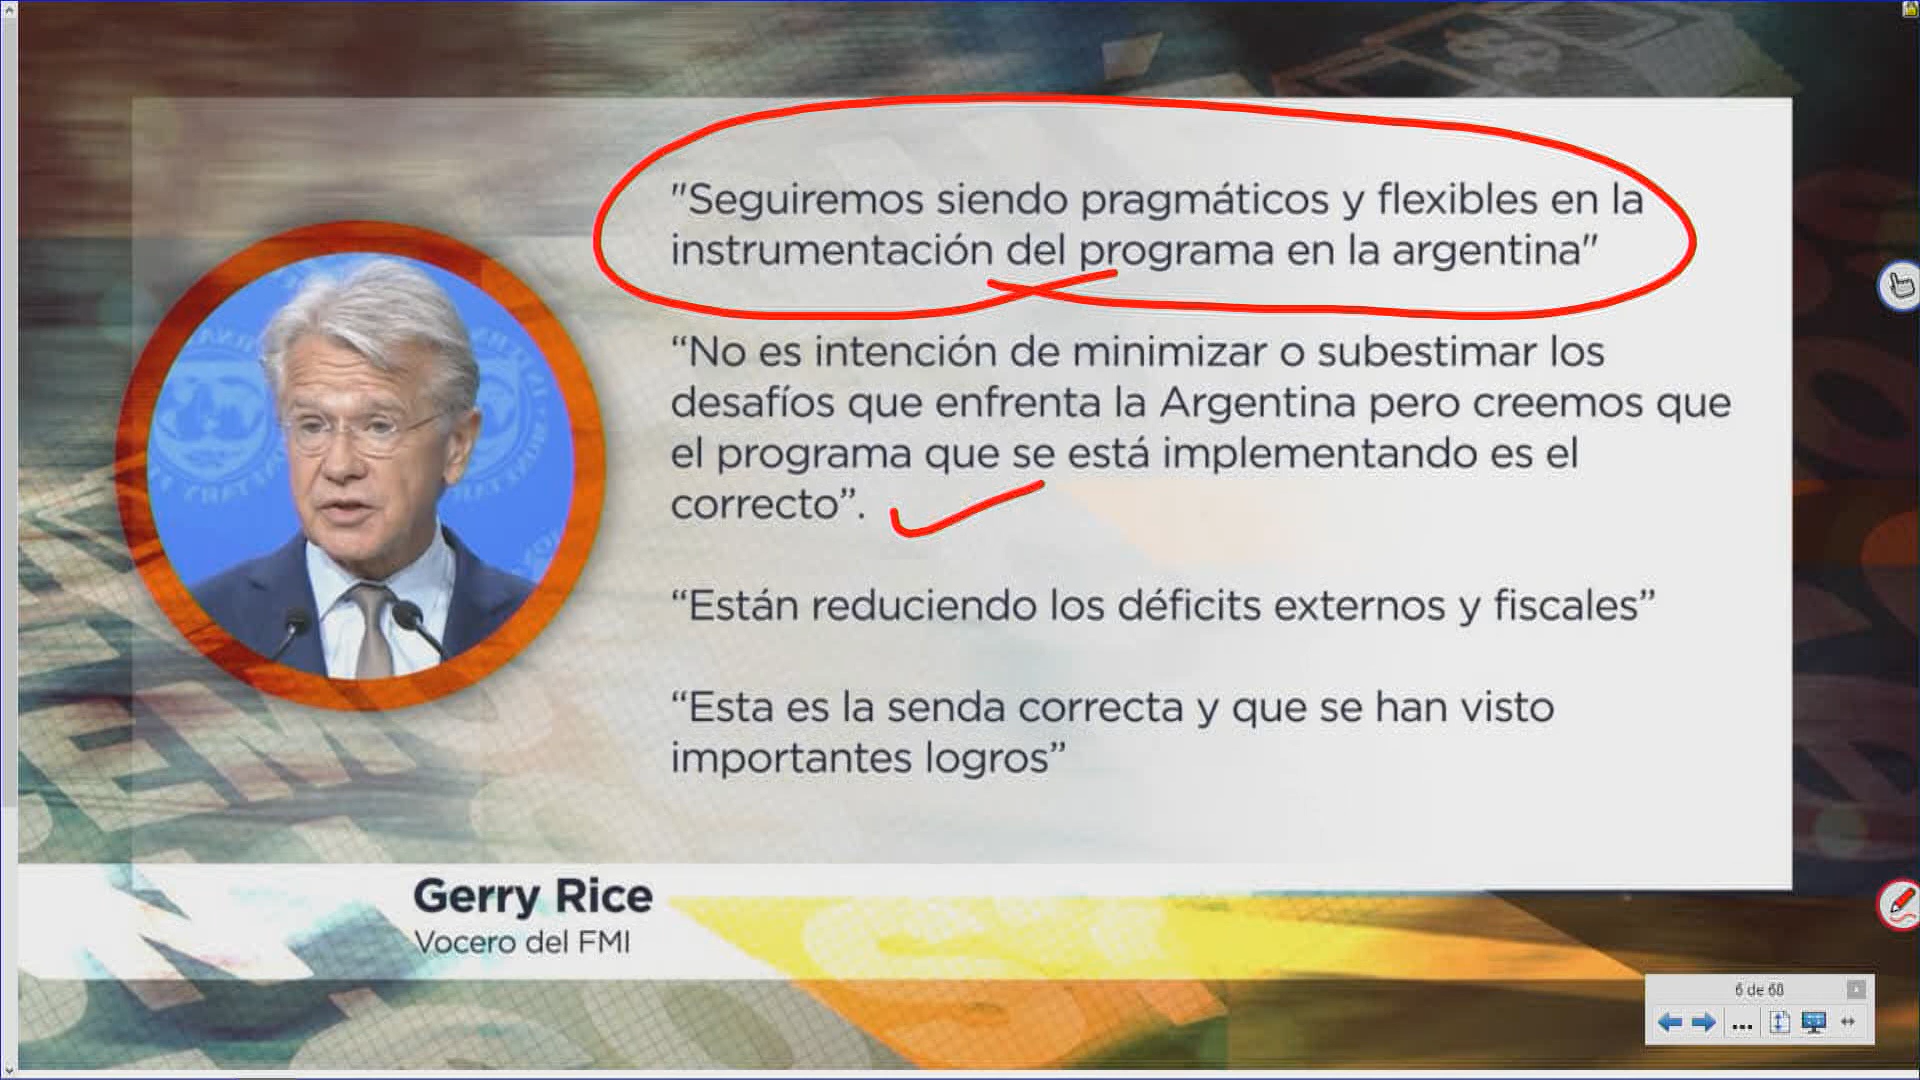 "Seguiremos siendo pragmáticos y flexibles en la
instrumentación del programa en la argentina"
“No es intención de minimizar o subestimar los
desafíos que enfrenta la Argentina pero creemos que
el programa que se está implementando es el
correcto”.
“Están reduciendo los déficits externos y fiscales”
“Esta es la senda correcta y que se han visto
importantes logros”
Gerry Rice
Vocero del FMI
6 de 68